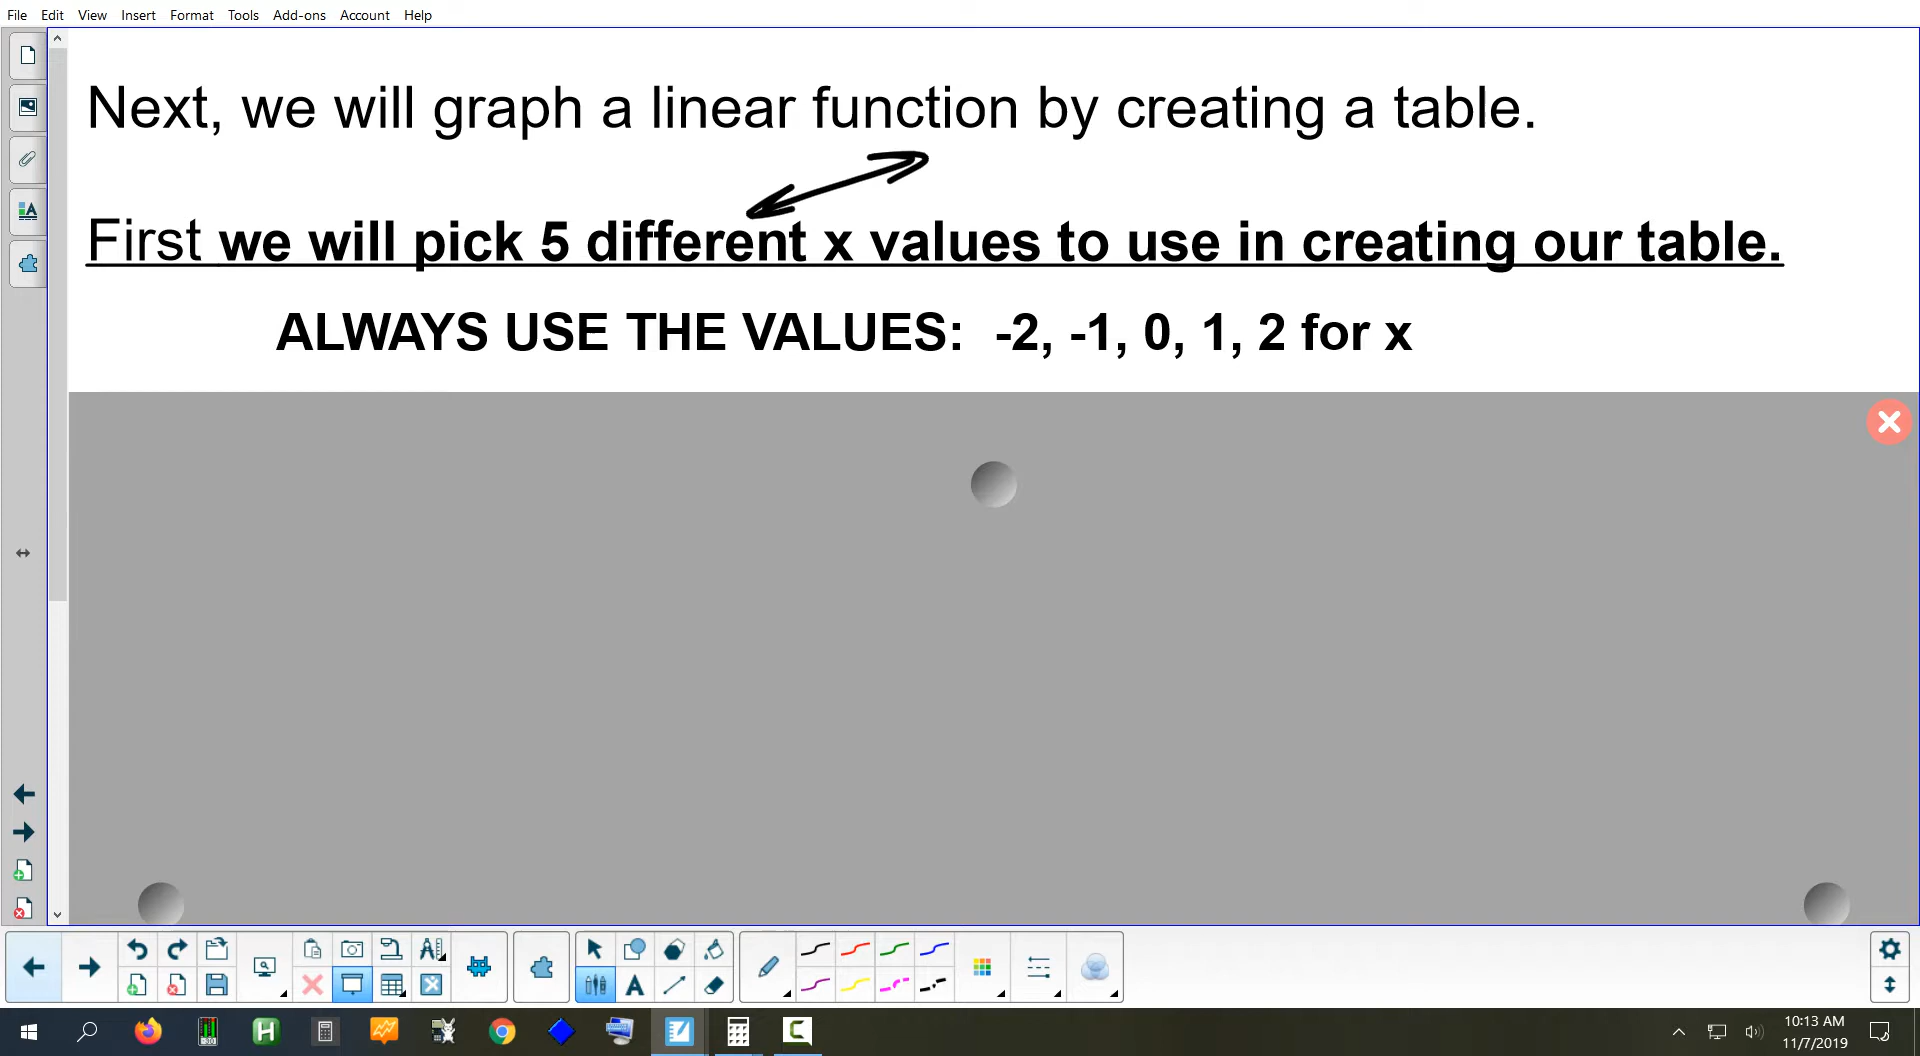 File Edit View Insert Format Tools Add-ons Account Help
Next, we will graph a linear function by creating a table.
First we will pick 5 different x values to use in creating our table.
ALWAYS USE THE VALUES: -2, -1, 0, 1, 2 for x
10:13 AM
11/7/2019